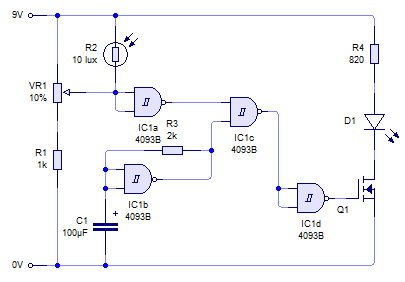 9V
R2
10 lux
R4
820
VR1
10%
IC1a
4093B
R3
2k
IC1c
4093B
D1
R1
1k
IC1b
4093B
C1
+
100µF
IC1d
4093B
Q1
0V